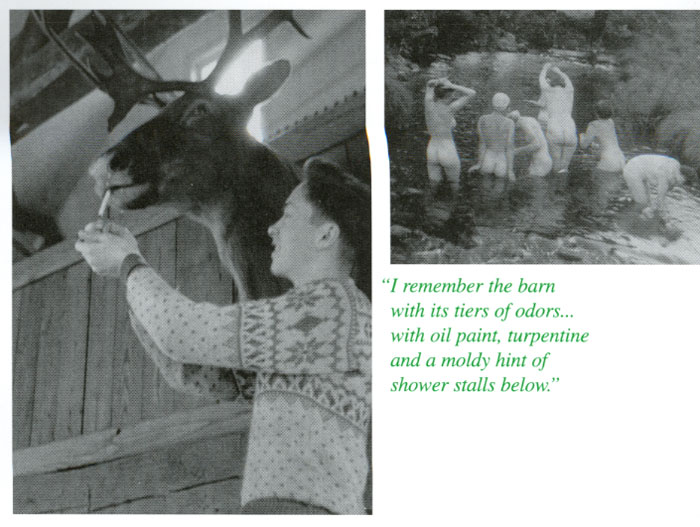 “I remember the barn
with its tiers of odors...
with oil paint, turpentine
and a moldy hint of
shower stalls below.”